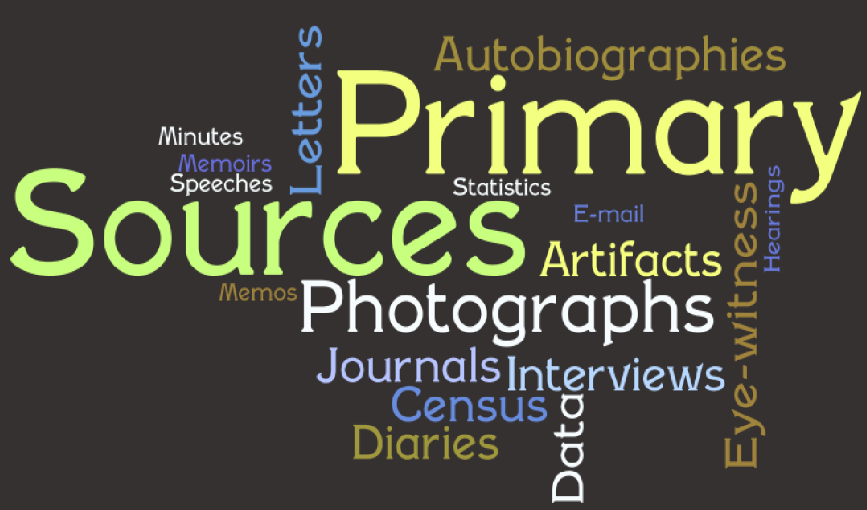 Autobiographies
Letters
Primary
Minutes
Memoirs
Speeches
Statistics
Sources
E-mail
Hearings
Artifacts
Eye-witness
Memos
Photographs
Journals
Interviews
Census
Data
Diaries